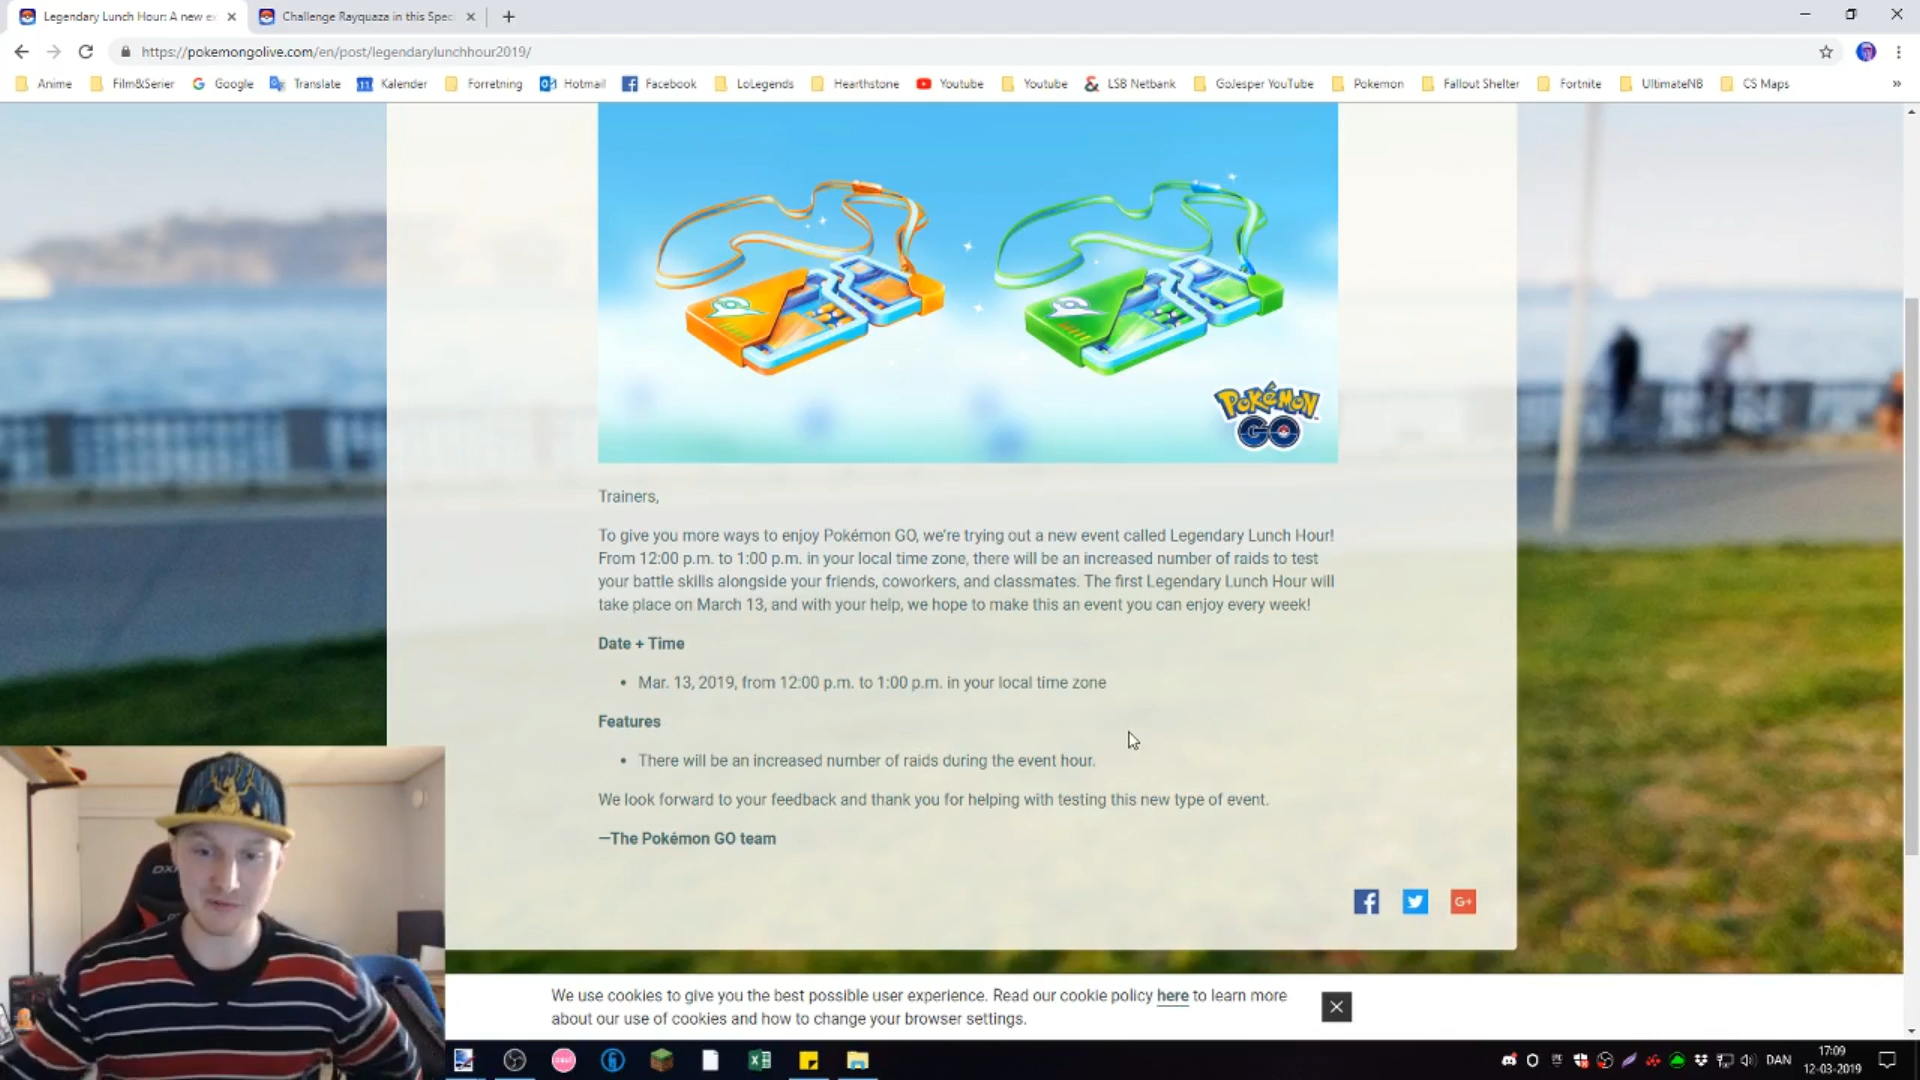 Legendary Lunch Hour: A new e
Challenge Rayquaza in this Spec
https://pokemongolive.com/en/post/legendarylunchhour2019/
Anime Film&Serier Google Translate Kalender Forretning Hotmail Facebook LoLegends Hearthstone Youtube Youtube LSB Netbank GoJesper YouTube Pokemon Fallout Shelter Fortnite UltimateNB CS Maps »
POKéMON
GO
Trainers,
To give you more ways to enjoy Pokémon GO, we're trying out a new event called Legendary Lunch Hour!
From 12:00 p.m. to 1:00 p.m. in your local time zone, there will be an increased number of raids to test
your battle skills alongside your friends, coworkers, and classmates. The first Legendary Lunch Hour will
take place on March 13, and with your help, we hope to make this an event you can enjoy every week!
Date + Time
• Mar. 13, 2019, from 12:00 p.m. to 1:00 p.m. in your local time zone
Features
• There will be an increased number of raids during the event hour.
We look forward to your feedback and thank you for helping with testing this new type of event.
—The Pokémon GO team
G+
We use cookies to give you the best possible user experience. Read our cookie policy here to learn more
about our use of cookies and how to change your browser settings.
DAN
17:09
12-03-2019